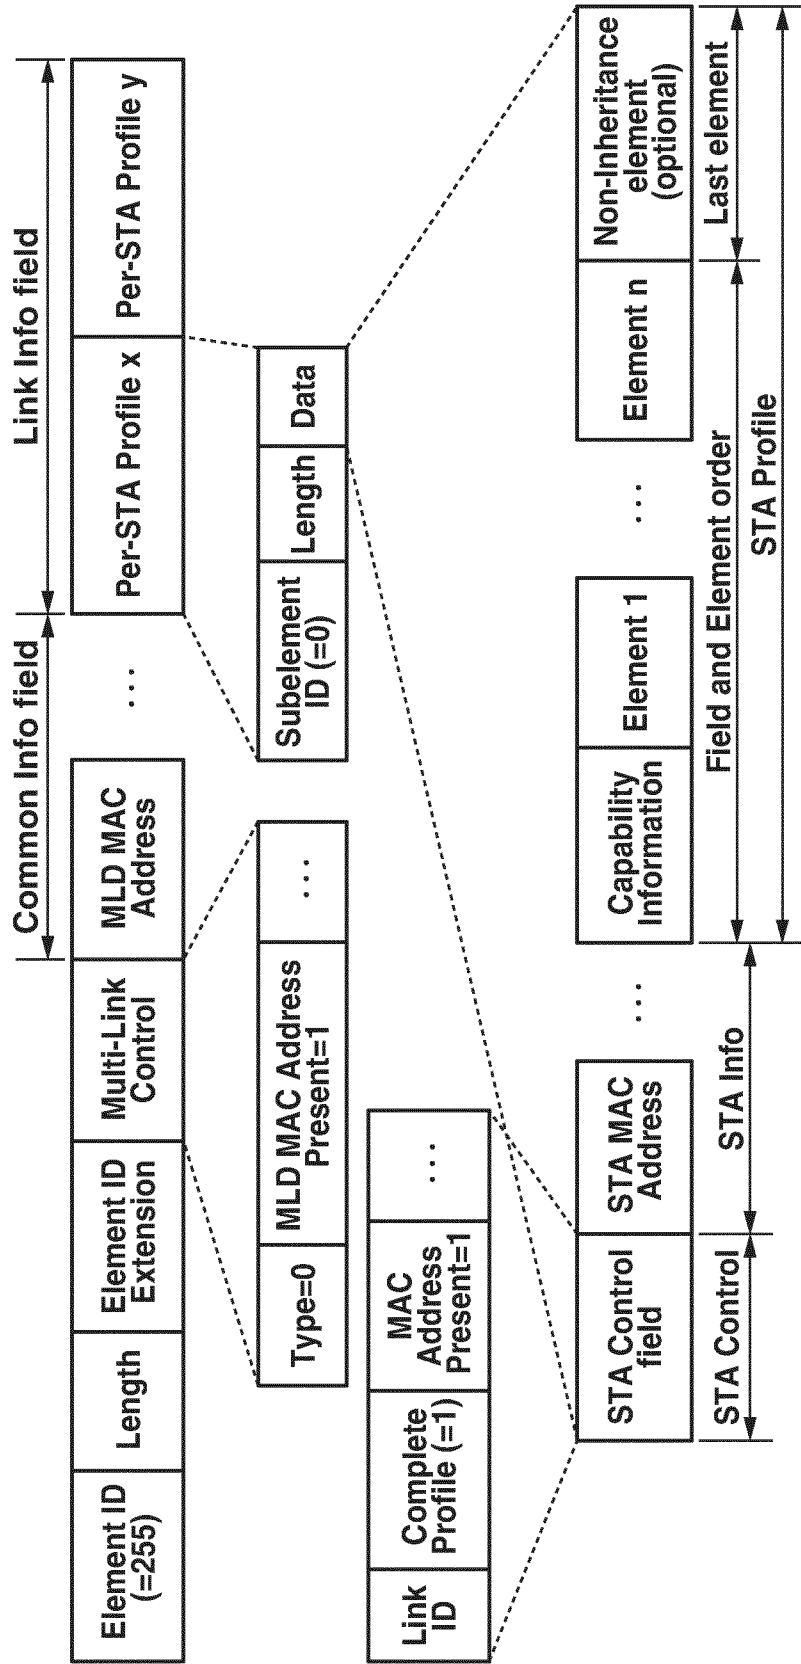 Common Info field
Link Info field
Element ID
(=255)
Length
Element ID
Extension
Multi-Link
Control
MLD MAC
Address
...
Per-STA Profile x
Per-STA Profile y
Type=0
MLD MAC Address
Present=1
...
Subelement
ID (=0)
Length
Data
Link
ID
Complete
Profile (=1)
MAC
Address
Present=1
...
STA Control
field
STA MAC
Address
...
Capability
Information
Element 1
...
Element n
Non-Inheritance
element
(optional)
STA Control
STA Info
Field and Element order
Last element
STA Profile